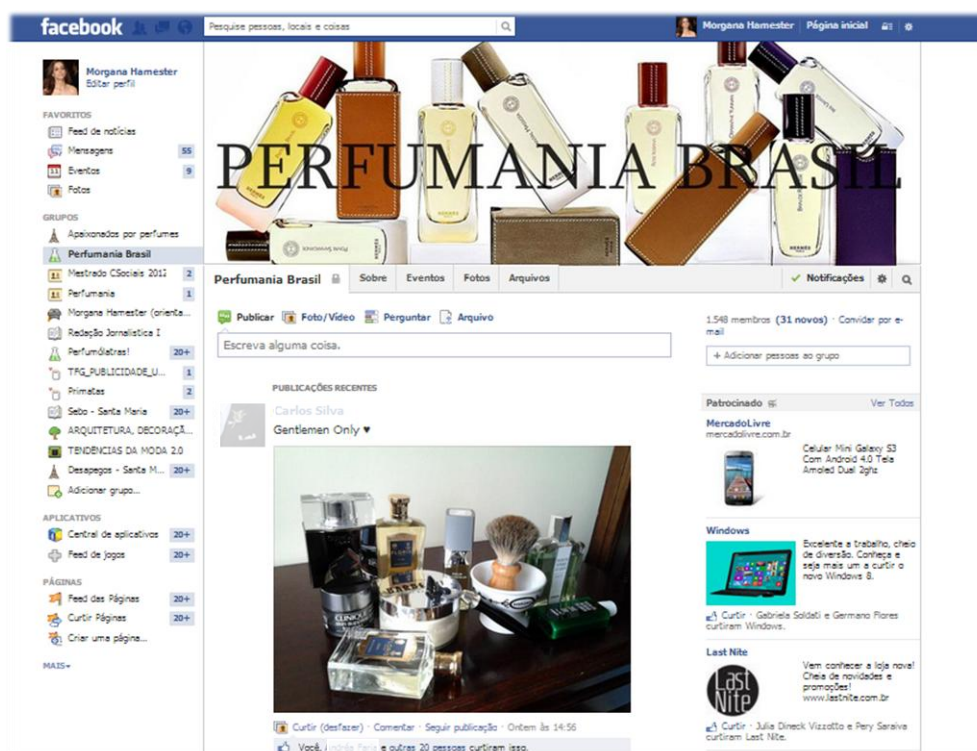 facebook
Pesquise pessoas, locais e coisas
Morgana Hamester
Página inicial
Morgana Hamester
Editar perfil
FAVORITOS
Feed de notícias
Mensagens 55
Eventos 9
Fotos
GRUPOS
Apaixonados por perfumes
Perfumania Brasil
Mestrado CSociais 2012 2
Perfumania 1
Morgana Hamester (orienta...
Redação Jornalística I
Perfumólatras! 20+
TFG_PUBLICIDADE_U... 1
Primatas 2
Sebo - Santa Maria 20+
ARQUITETURA, DECORAÇÃ...
TENDÊNCIAS DA MODA 2.0
Desapegos - Santa M... 20+
Adicionar grupo...
APLICATIVOS
Central de aplicativos 20+
Feed de jogos 20+
PÁGINAS
Feed das Páginas 20+
Curtir Páginas 20+
Criar uma página...
MAIS
PERFUMANIA BRASIL
Perfumania Brasil
Sobre
Eventos
Fotos
Arquivos
Notificações
Publicar
Foto/Vídeo
Perguntar
Arquivo
Escreva alguma coisa.
PUBLICAÇÕES RECENTES
Carlos Silva
Gentlemen Only ♥
FLORIS
CLINIQUE
Curtir (desfazer) · Comentar · Seguir publicação · Ontem às 14:56
Você, e outras 20 pessoas curtiram isso.
1.548 membros (31 novos) · Convidar por e-
mail
+ Adicionar pessoas ao grupo
Patrocinado
Ver Todos
MercadoLivre
mercadolivre.com.br
Celular Mini Galaxy S3
Com Android 4.0 Tela
Amoled Dual 2ghz
Windows
Excelente a trabalho, cheio
de diversão. Conheça e
seja mais um a curtir o
novo Windows 8.
Curtir · Gabriela Soldati e Germano Flores
curtiram Windows.
Last Nite
Last
Nite
Vem conhecer a loja nova!
Cheia de novidades e
promoções!
www.lastnite.com.br
Curtir · Julia Dineck Vizzotto e Pery Saraiva
curtiram Last Nite.